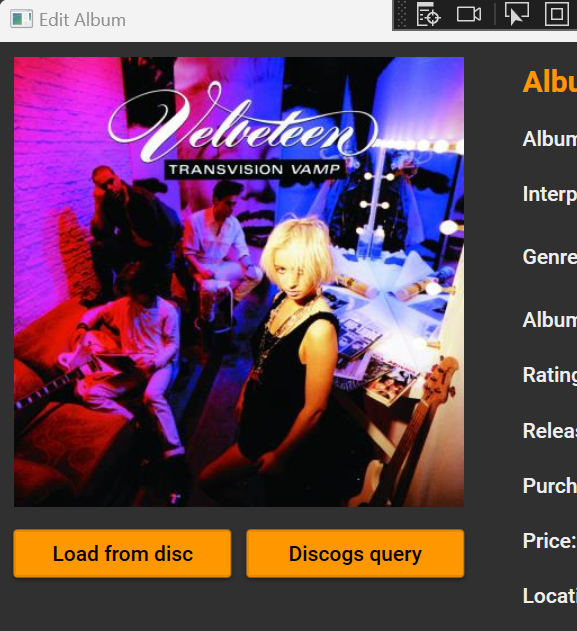 Edit Album
Velveteen
TRANSVISION VAMP
Albu
Album
Interp
Genre
Album
Rating
Releas
Purch
Price:
Locati
Load from disc
Discogs query